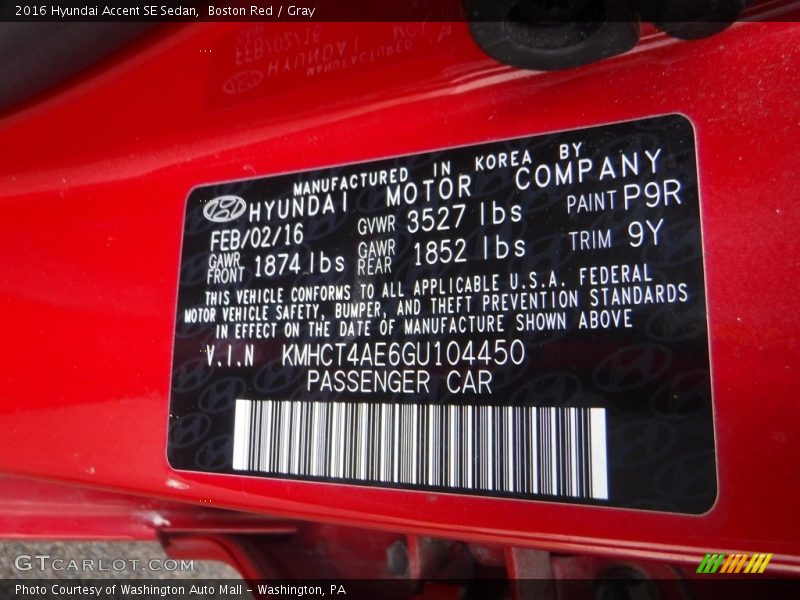 2016 Hyundai Accent SE Sedan, Boston Red / Gray
MANUFACTURED IN KOREA BY
HYUNDAI MOTOR COMPANY
FEB/02/16 GVWR 3527 lbs PAINT P9R
GAWR FRONT 1874 lbs GAWR REAR 1852 lbs TRIM 9Y
THIS VEHICLE CONFORMS TO ALL APPLICABLE U.S.A. FEDERAL
MOTOR VEHICLE SAFETY, BUMPER, AND THEFT PREVENTION STANDARDS
IN EFFECT ON THE DATE OF MANUFACTURE SHOWN ABOVE
V.I.N KMHCT4AE6GU104450
PASSENGER CAR
GTCARLOT.COM
Photo Courtesy of Washington Auto Mall - Washington, PA